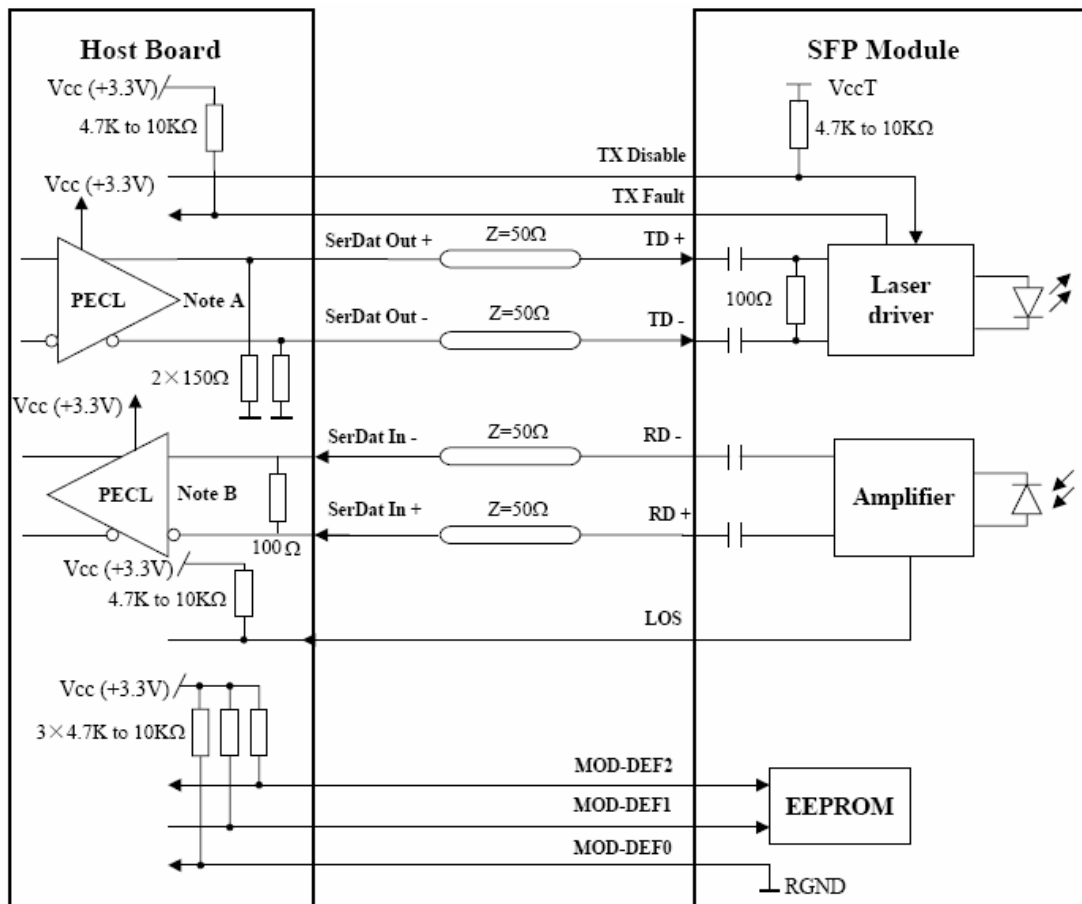 Host Board
SFP Module
Vcc (+3.3V)
4.7K to 10KΩ
VccT
4.7K to 10KΩ
TX Disable
TX Fault
Vcc (+3.3V)
PECL
Note A
SerDat Out +
Z=50Ω
TD +
SerDat Out -
Z=50Ω
TD -
100Ω
Laser
driver
2×150Ω
Vcc (+3.3V)
PECL
Note B
100Ω
SerDat In -
Z=50Ω
RD -
SerDat In +
Z=50Ω
RD +
Amplifier
Vcc (+3.3V)
4.7K to 10KΩ
LOS
Vcc (+3.3V)
3×4.7K to 10KΩ
MOD-DEF2
MOD-DEF1
MOD-DEF0
EEPROM
RGND